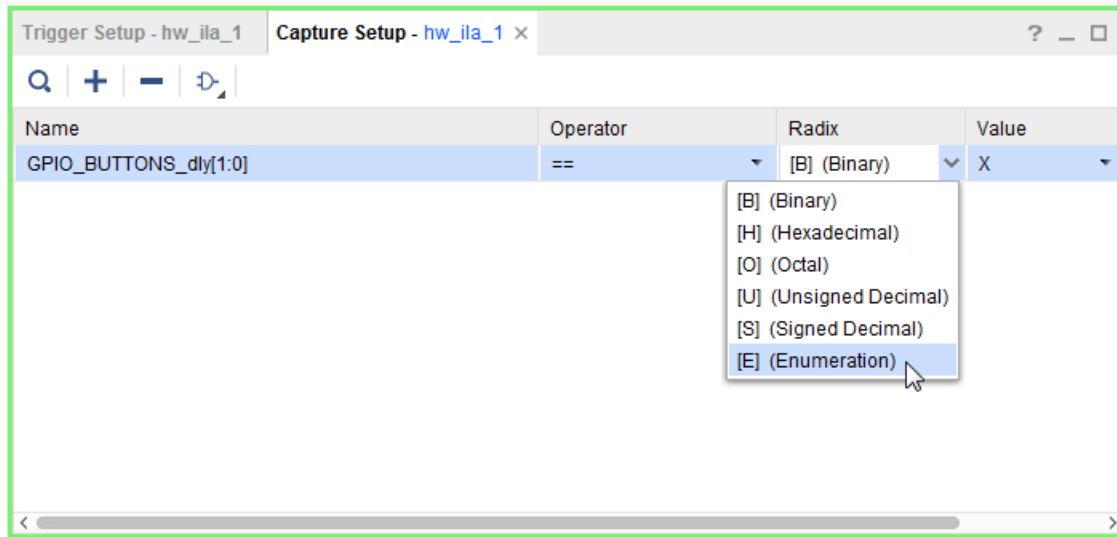 Trigger Setup - hw_ila_1 Capture Setup - hw_ila_1 × ? _ □
Name Operator Radix Value
GPIO_BUTTONS_dly[1:0] == [B] (Binary) X
[B] (Binary)
[H] (Hexadecimal)
[O] (Octal)
[U] (Unsigned Decimal)
[S] (Signed Decimal)
[E] (Enumeration)